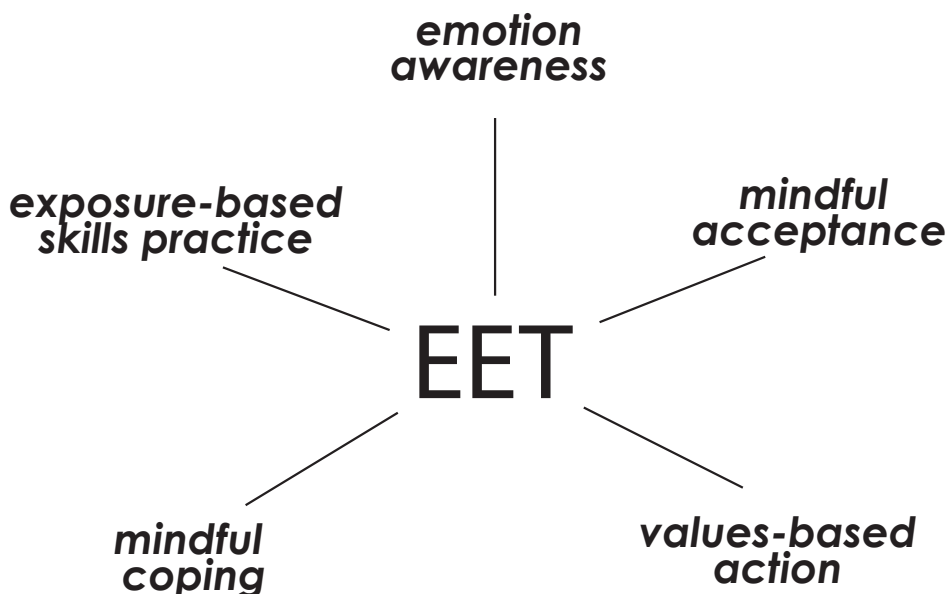 emotion
awareness
exposure-based
skills practice
mindful
acceptance
EET
mindful
coping
values-based
action